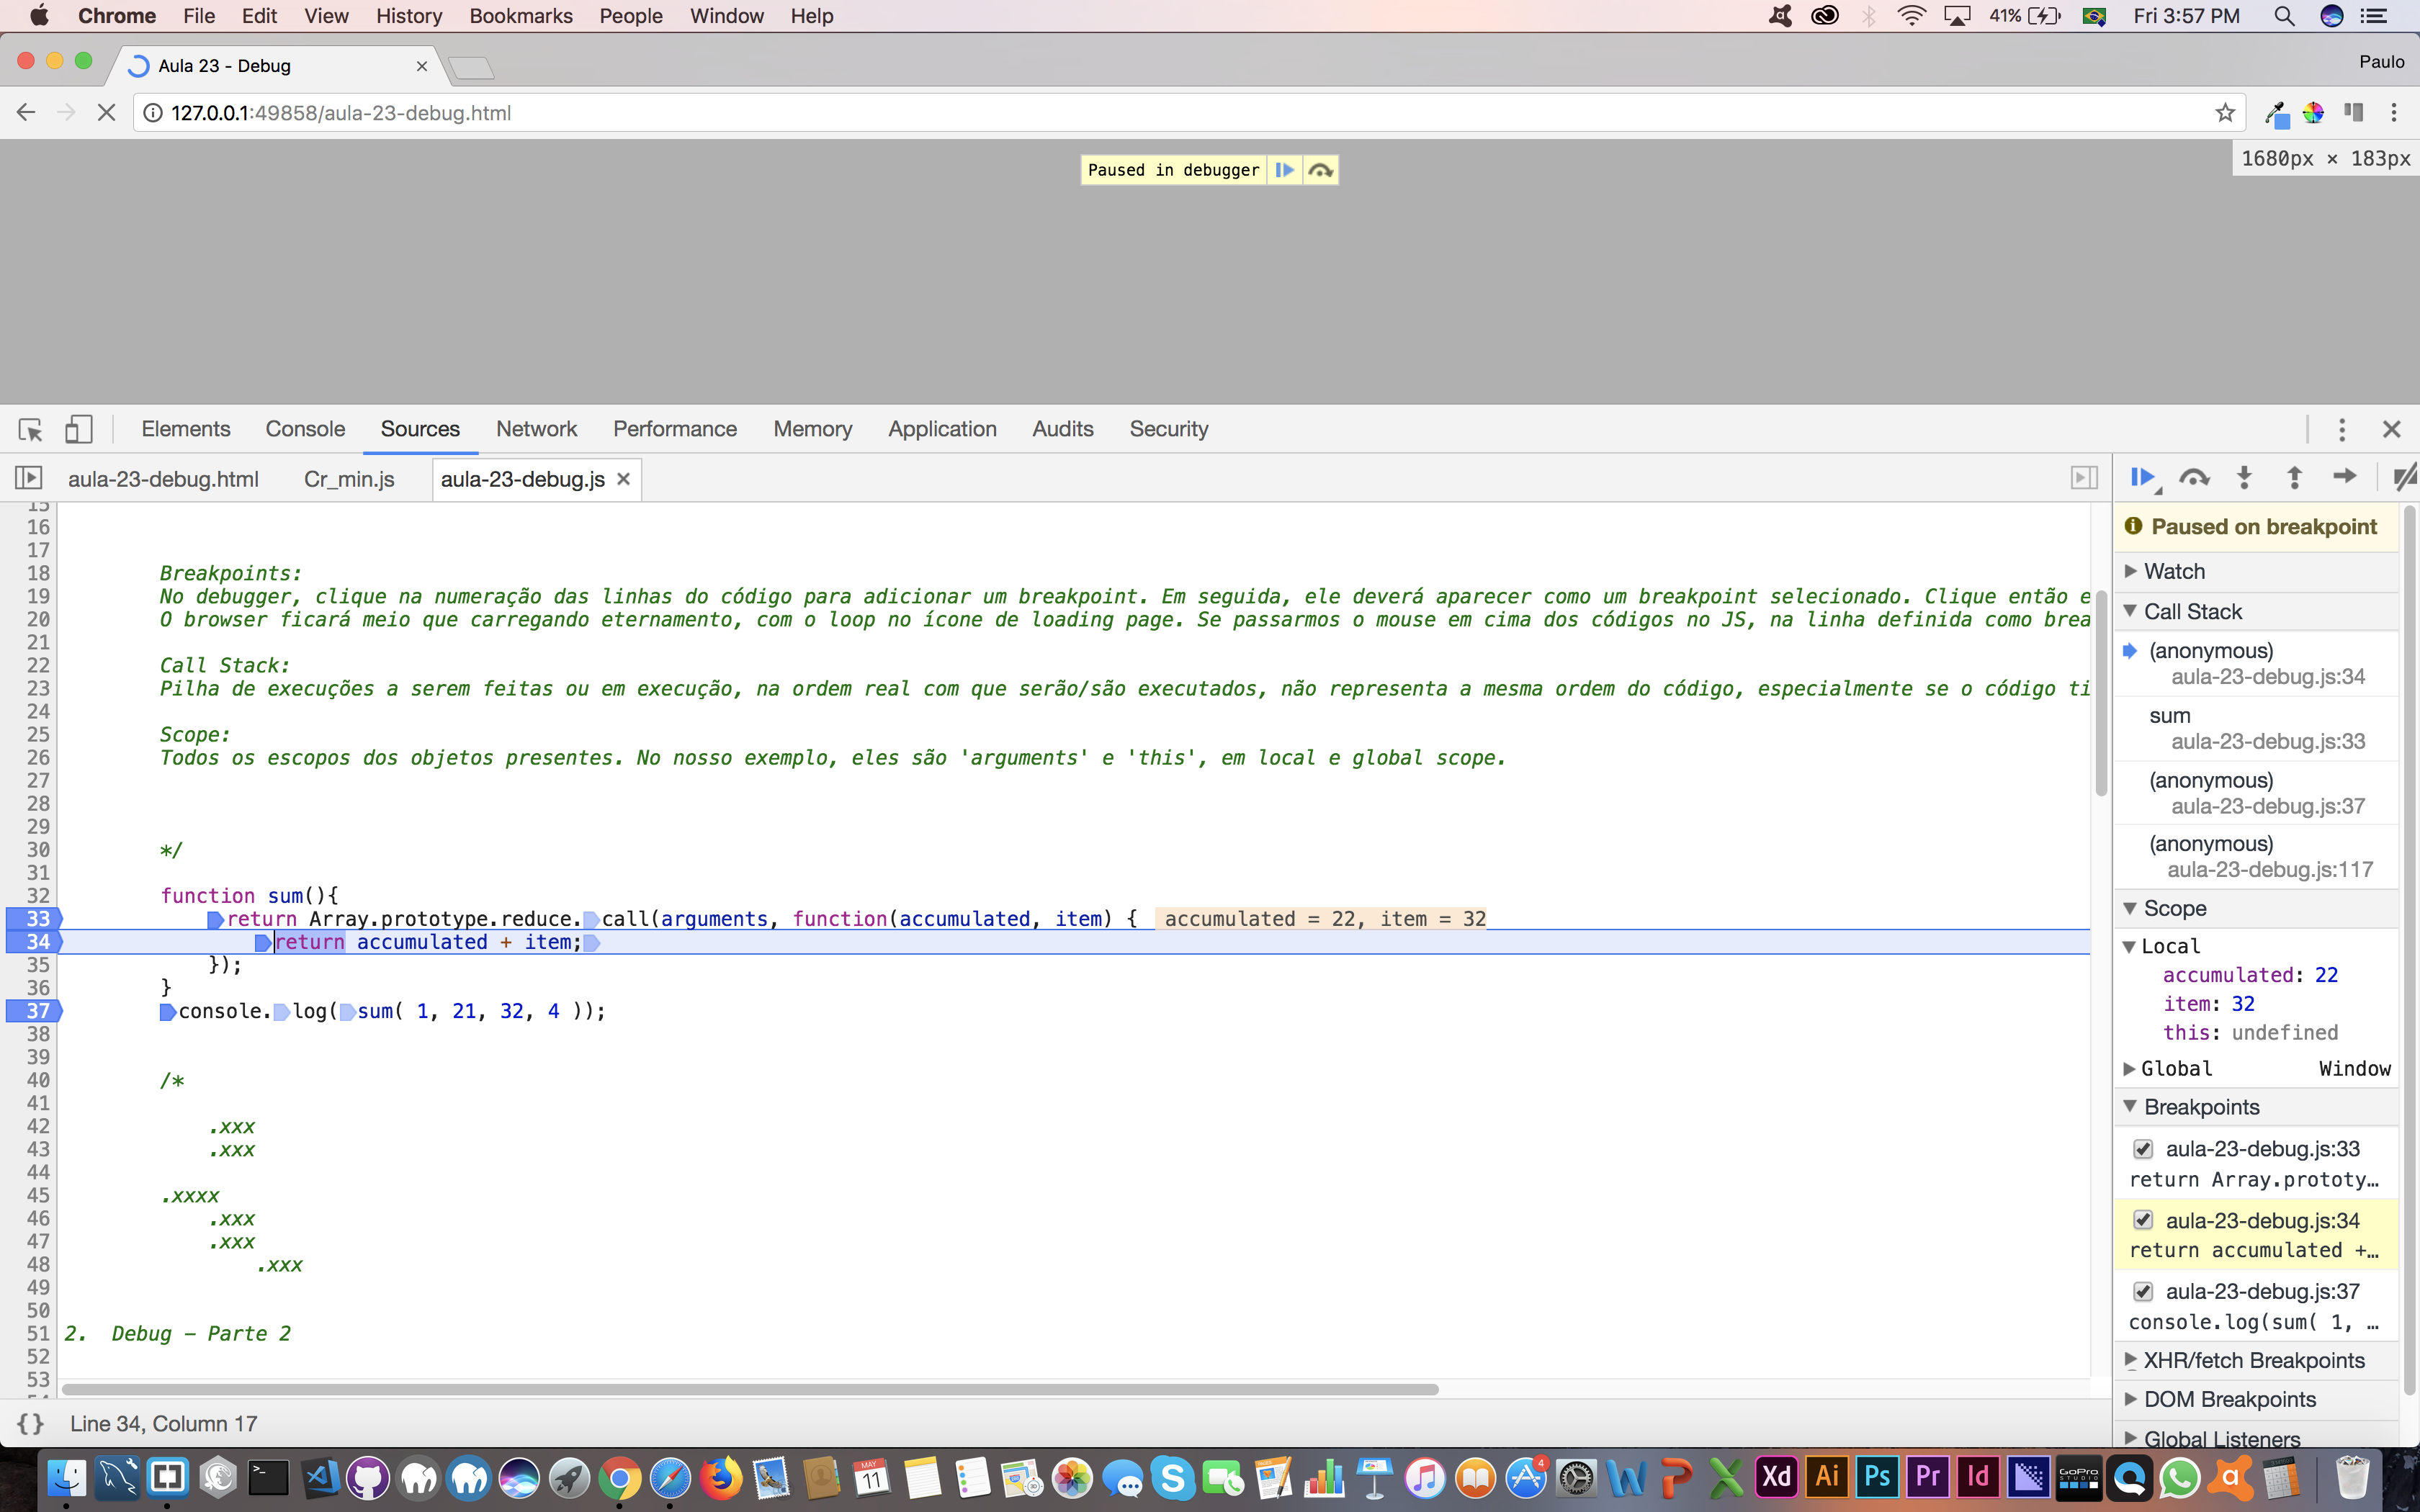 Chrome File Edit View History Bookmarks People Window Help 41% Fri 3:57 PM
Aula 23 - Debug Paulo
127.0.0.1:49858/aula-23-debug.html
Paused in debugger 1680px × 183px
Elements Console Sources Network Performance Memory Application Audits Security
aula-23-debug.html Cr_min.js aula-23-debug.js
15
16
17
18 Breakpoints:
19 No debugger, clique na numeração das linhas do código para adicionar um breakpoint. Em seguida, ele deverá aparecer como um breakpoint selecionado. Clique então e
20 O browser ficará meio que carregando eternamento, com o loop no ícone de loading page. Se passarmos o mouse em cima dos códigos no JS, na linha definida como brea
21
22 Call Stack:
23 Pilha de execuções a serem feitas ou em execução, na ordem real com que serão/são executados, não representa a mesma ordem do código, especialmente se o código ti
24
25 Scope:
26 Todos os escopos dos objetos presentes. No nosso exemplo, eles são 'arguments' e 'this', em local e global scope.
27
28
29
30 */
31
32 function sum(){
33 return Array.prototype.reduce.call(arguments, function(accumulated, item) { accumulated = 22, item = 32
34 return accumulated + item;
35 });
36 }
37 console.log(sum( 1, 21, 32, 4 ));
38
39
40 /*
41
42 .xxx
43 .xxx
44
45 .xxxx
46 .xxx
47 .xxx
48 .xxx
49
50
51 2. Debug – Parte 2
52
53
{} Line 34, Column 17
Paused on breakpoint
Watch
Call Stack
(anonymous)
aula-23-debug.js:34
sum
aula-23-debug.js:33
(anonymous)
aula-23-debug.js:37
(anonymous)
aula-23-debug.js:117
Scope
Local
accumulated: 22
item: 32
this: undefined
Global Window
Breakpoints
aula-23-debug.js:33
return Array.prototy…
aula-23-debug.js:34
return accumulated +…
aula-23-debug.js:37
console.log(sum( 1, …
XHR/fetch Breakpoints
DOM Breakpoints
Global Listeners
MAY 11 4 Xd Ai Ps Pr Id GoPro